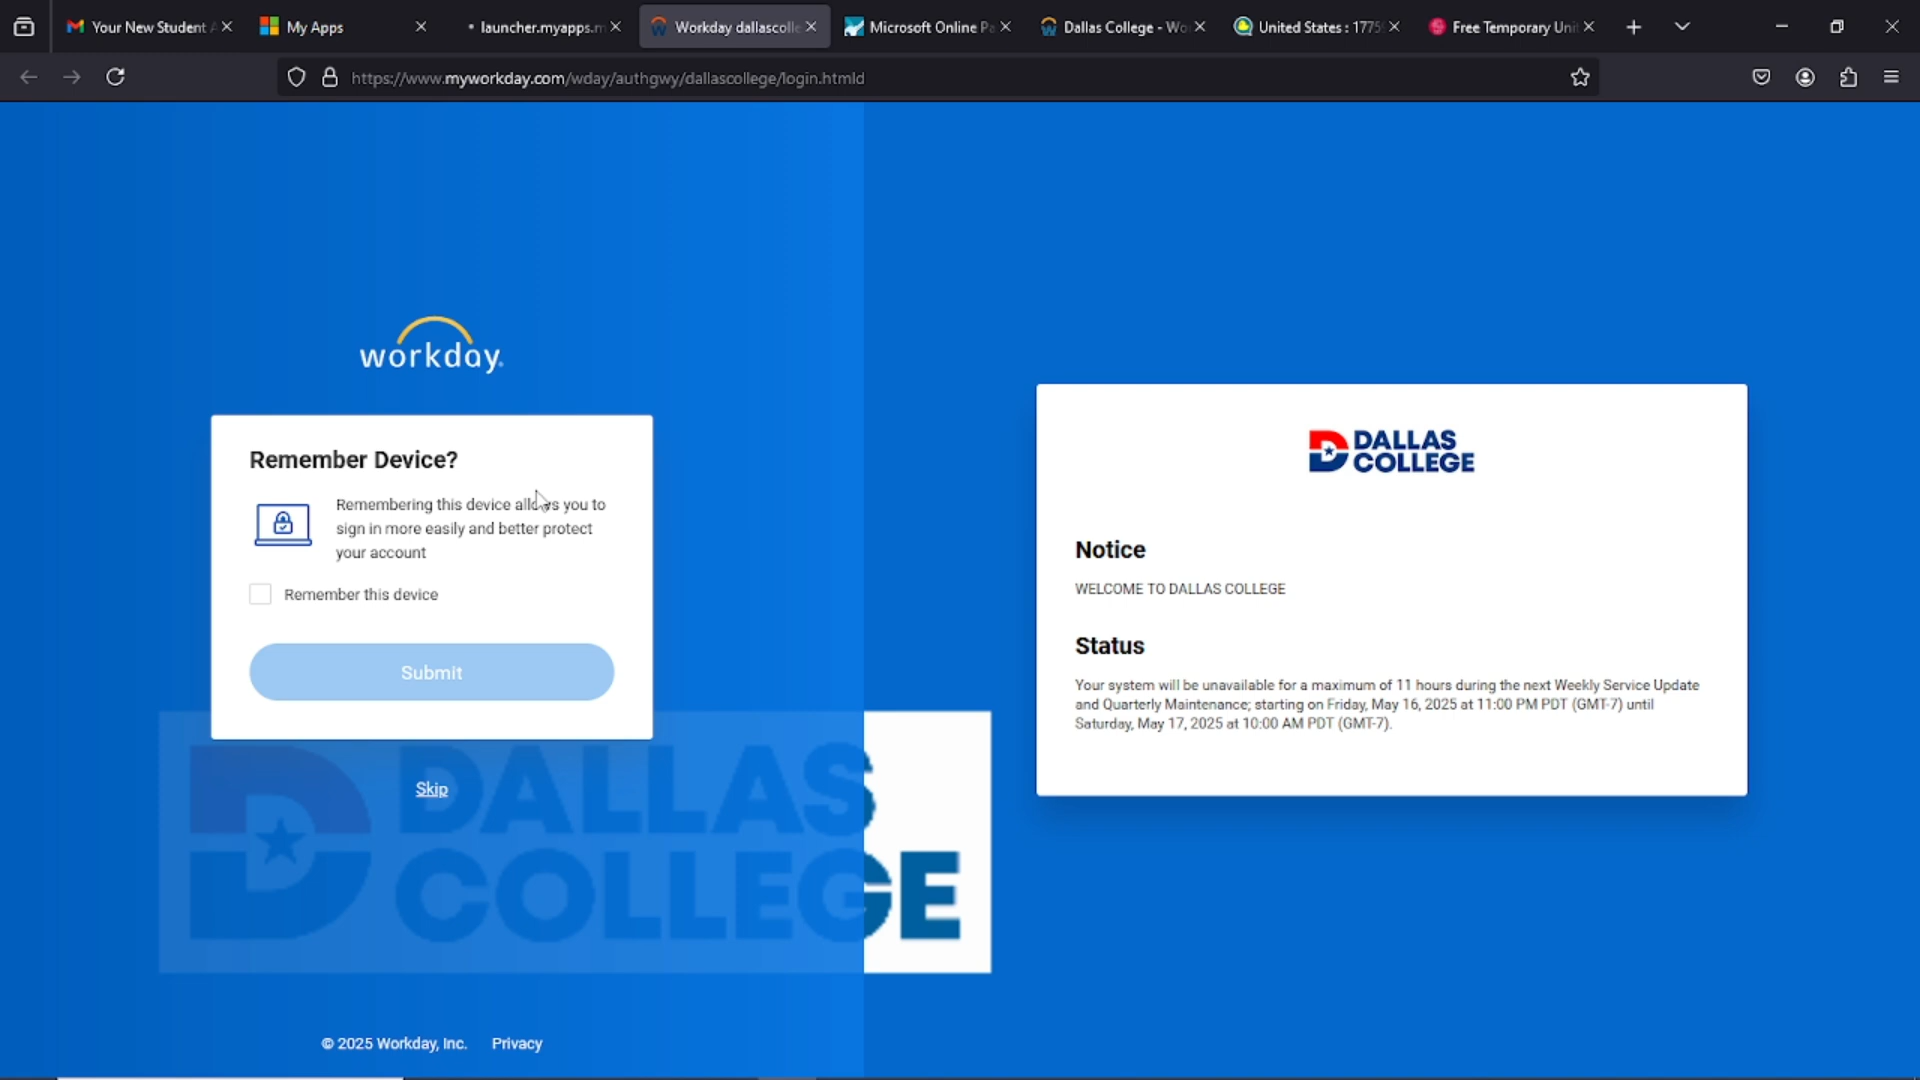 Your New Student
My Apps
launcher.myapps.m
Workday dallascolle
Microsoft Online Pa
Dallas College - Wo
United States : 1775
Free Temporary Uni
https://www.myworkday.com/wday/authgwy/dallascollege/login.htmld
workday.
Remember Device?
Remembering this device allows you to
sign in more easily and better protect
your account
Remember this device
Submit
Skip
DALLAS
COLLEGE
© 2025 Workday, Inc. Privacy
DALLAS
COLLEGE
Notice
WELCOME TO DALLAS COLLEGE
Status
Your system will be unavailable for a maximum of 11 hours during the next Weekly Service Update
and Quarterly Maintenance; starting on Friday, May 16, 2025 at 11:00 PM PDT (GMT-7) until
Saturday, May 17, 2025 at 10:00 AM PDT (GMT-7).